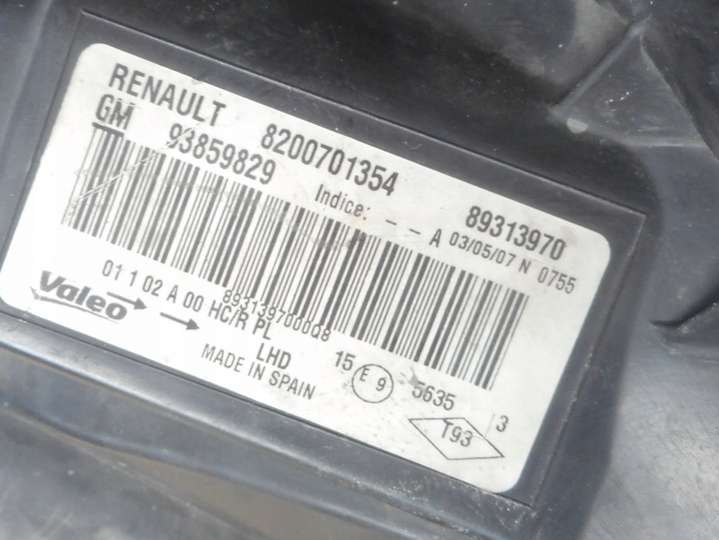 RENAULT 8200701354 89313970
GM 93859829 Indice: - - A 03/05/07 N 0755
8931397000Q8
01 1 02 A 00 HC/R PL 15 E 9 5635 3
Valeo LHD T93
MADE IN SPAIN